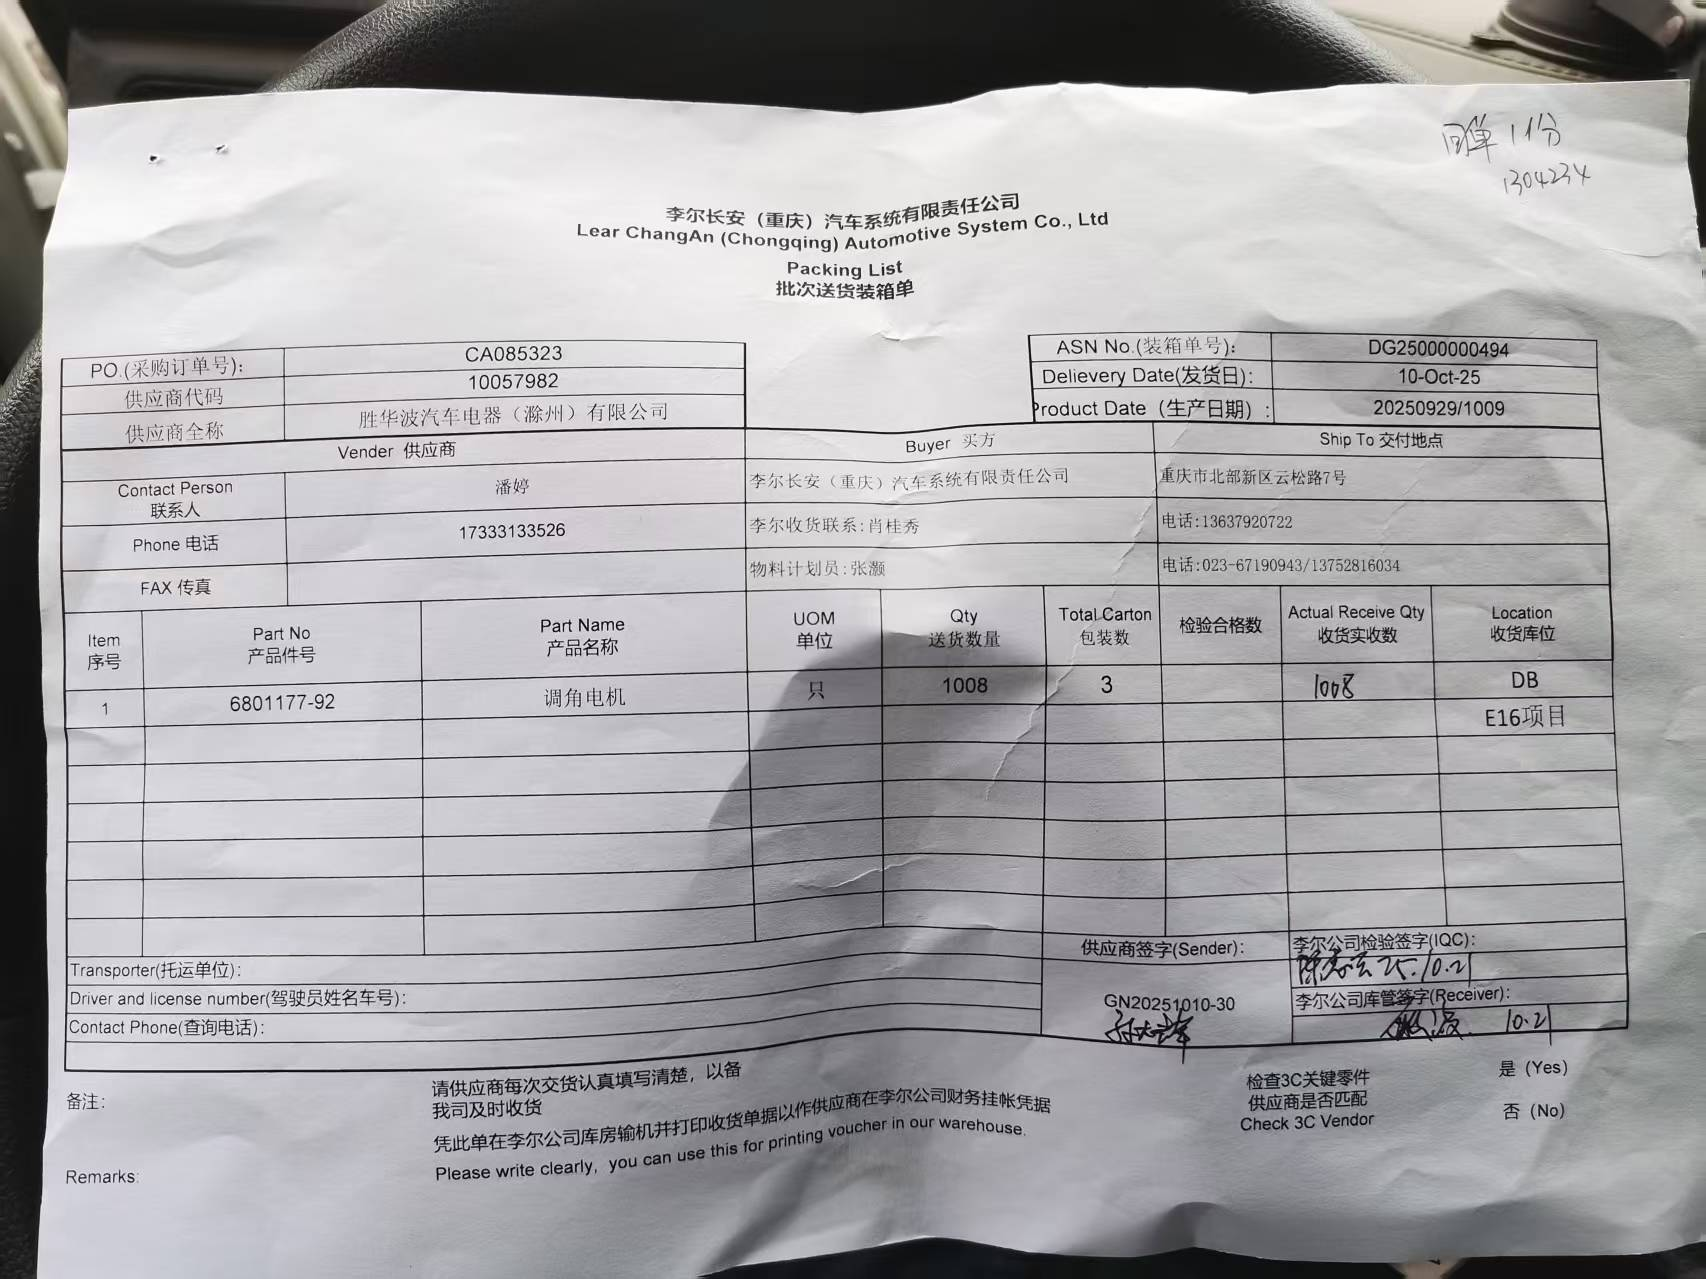 回单11份
1304234
李尔长安（重庆）汽车系统有限责任公司
Lear ChangAn (Chongqing) Automotive System Co., Ltd
Packing List
批次送货装箱单
PO.(采购订单号): CA085323
供应商代码 10057982
供应商全称 胜华波汽车电器（滁州）有限公司
ASN No.(装箱单号): DG25000000494
Delievery Date(发货日): 10-Oct-25
Product Date（生产日期）: 20250929/1009
Vender 供应商 Buyer 买方 Ship To 交付地点
Contact Person
联系人 潘婷 李尔长安（重庆）汽车系统有限责任公司 重庆市北部新区云松路7号
Phone 电话 17333133526 李尔收货联系:肖桂秀 电话:13637920722
FAX 传真 物料计划员:张灏 电话:023-67190943/13752816034
Item Part No Part Name UOM Qty Total Carton 检验合格数 Actual Receive Qty Location
序号 产品件号 产品名称 单位 送货数量 包装数 收货实收数 收货库位
1 6801177-92 调角电机 只 1008 3 1008 DB
E16项目
Transporter(托运单位):
Driver and license number(驾驶员姓名车号):
Contact Phone(查询电话):
供应商签字(Sender):
GN20251010-30
李尔公司检验签字(IQC):
25.10.21
李尔公司库管签字(Receiver):
10.21
备注:
请供应商每次交货认真填写清楚，以备
我司及时收货
凭此单在李尔公司库房输机并打印收货单据以作供应商在李尔公司财务挂帐凭据
Remarks:
Please write clearly, you can use this for printing voucher in our warehouse.
检查3C关键零件
供应商是否匹配
Check 3C Vendor
是（Yes）
否（No）